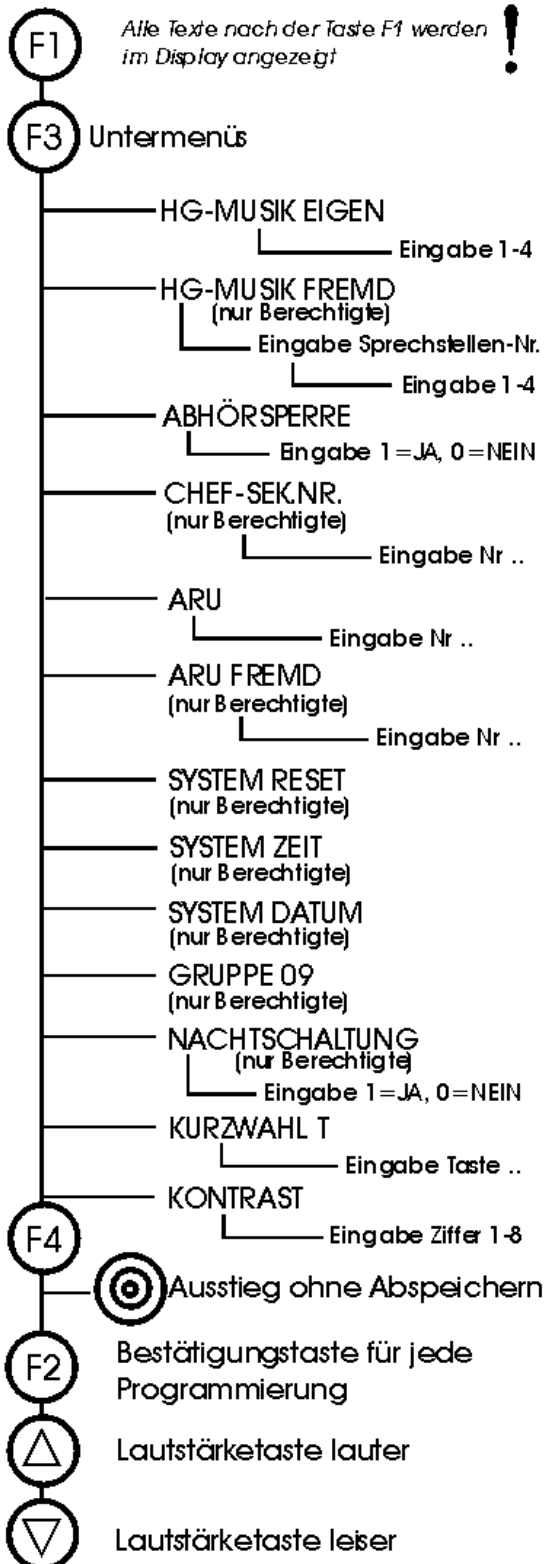 F1
Alle Texte nach der Taste F1 werden
im Display angezeigt !
F3 Untermenüs
HG-MUSIK EIGEN
Eingabe 1-4
HG-MUSIK FREMD
(nur Berechtigte)
Eingabe Sprechstellen-Nr.
Eingabe 1-4
ABHÖRSPERRE
Eingabe 1=JA, 0=NEIN
CHEF-SEK.NR.
(nur Berechtigte)
Eingabe Nr ..
ARU
Eingabe Nr ..
ARU FREMD
(nur Berechtigte)
Eingabe Nr ..
SYSTEM RESET
(nur Berechtigte)
SYSTEM ZEIT
(nur Berechtigte)
SYSTEM DATUM
(nur Berechtigte)
GRUPPE 09
(nur Berechtigte)
NACHTSCHALTUNG
(nur Berechtigte)
Eingabe 1=JA, 0=NEIN
KURZWAHL T
Eingabe Taste ..
KONTRAST
Eingabe Ziffer 1-8
F4
Ausstieg ohne Abspeichern
F2
Bestätigungstaste für jede
Programmierung
Lautstärketaste lauter
Lautstärketaste leiser